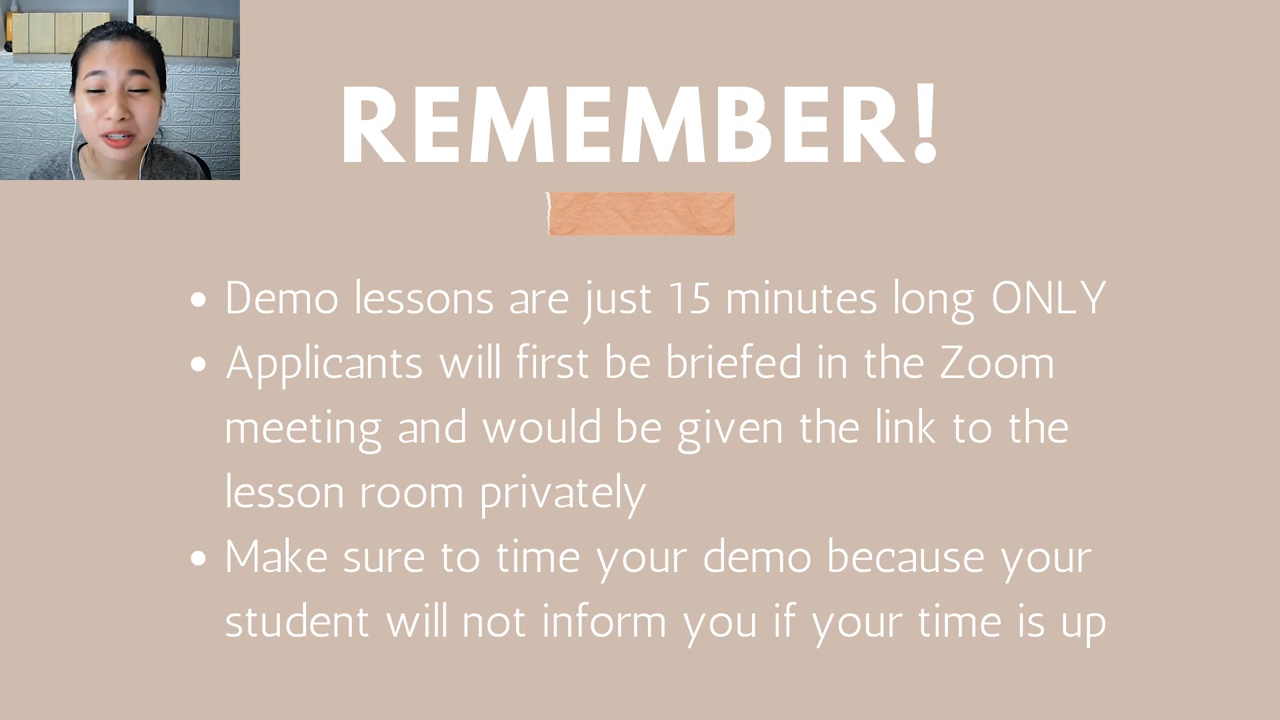 REMEMBER!
Demo lessons are just 15 minutes long ONLY
Applicants will first be briefed in the Zoom
meeting and would be given the link to the
lesson room privately
Make sure to time your demo because your
student will not inform you if your time is up